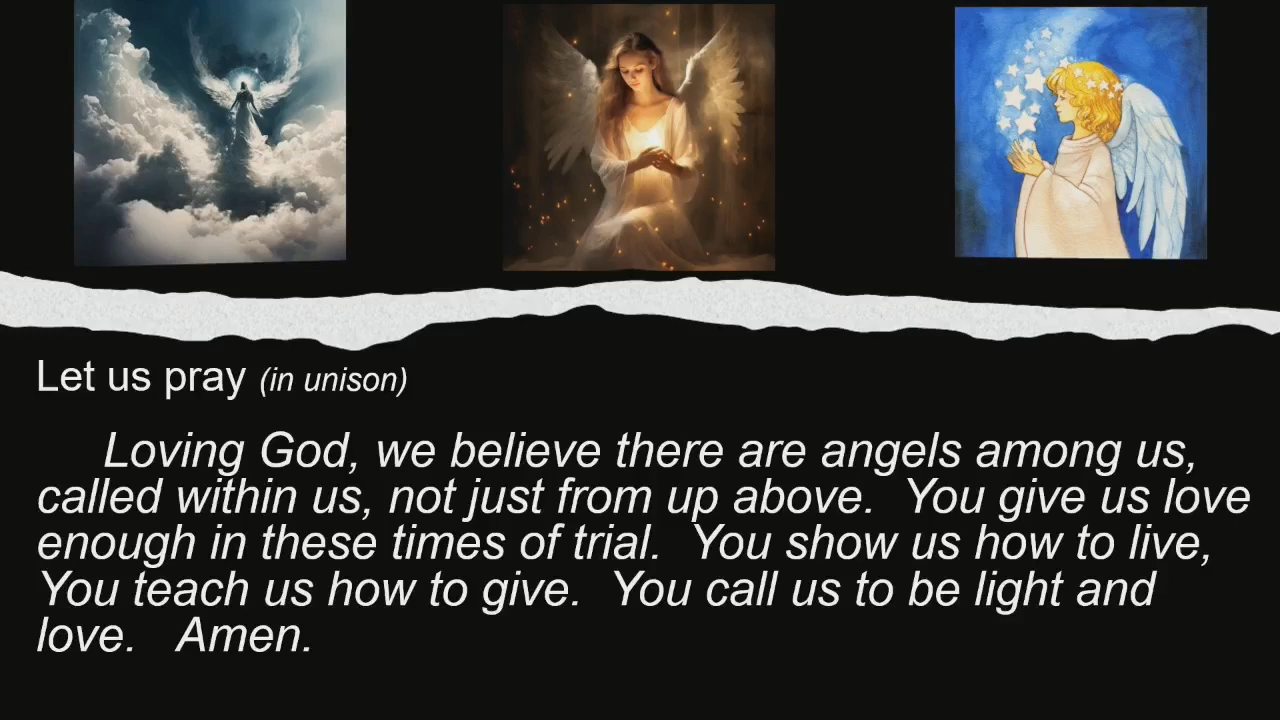 Let us pray (in unison)
Loving God, we believe there are angels among us,
called within us, not just from up above.  You give us love
enough in these times of trial.  You show us how to live,
You teach us how to give.  You call us to be light and
love.   Amen.